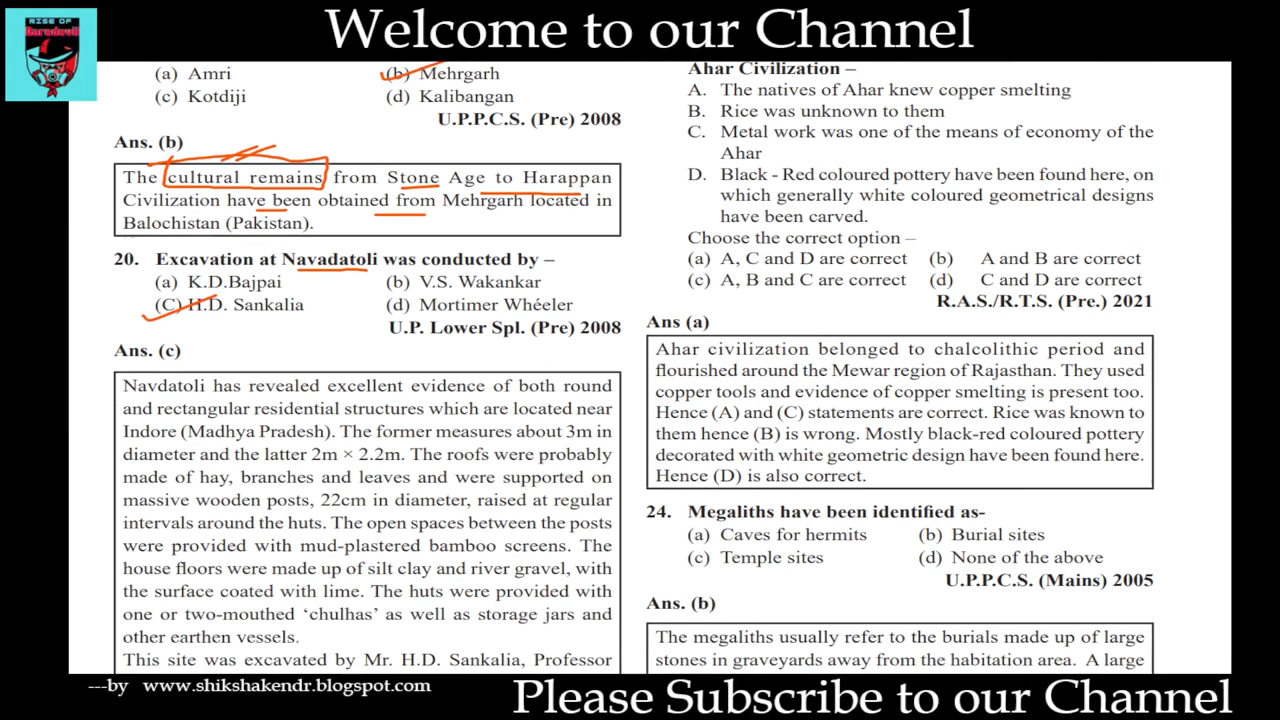 RISE OF
Daredevil
Welcome to our Channel
(a) Amri (b) Mehrgarh
(c) Kotdiji (d) Kalibangan
U.P.P.C.S. (Pre) 2008
Ans. (b)
The cultural remains from Stone Age to Harappan
Civilization have been obtained from Mehrgarh located in
Balochistan (Pakistan).
20. Excavation at Navadatoli was conducted by –
(a) K.D.Bajpai (b) V.S. Wakankar
(C) H.D. Sankalia (d) Mortimer Whéeler
U.P. Lower Spl. (Pre) 2008
Ans. (c)
Navdatoli has revealed excellent evidence of both round
and rectangular residential structures which are located near
Indore (Madhya Pradesh). The former measures about 3m in
diameter and the latter 2m × 2.2m. The roofs were probably
made of hay, branches and leaves and were supported on
massive wooden posts, 22cm in diameter, raised at regular
intervals around the huts. The open spaces between the posts
were provided with mud-plastered bamboo screens. The
house floors were made up of silt clay and river gravel, with
the surface coated with lime. The huts were provided with
one or two-mouthed ‘chulhas’ as well as storage jars and
other earthen vessels.
This site was excavated by Mr. H.D. Sankalia, Professor
Ahar Civilization –
A. The natives of Ahar knew copper smelting
B. Rice was unknown to them
C. Metal work was one of the means of economy of the
Ahar
D. Black - Red coloured pottery have been found here, on
which generally white coloured geometrical designs
have been carved.
Choose the correct option –
(a) A, C and D are correct (b) A and B are correct
(c) A, B and C are correct (d) C and D are correct
R.A.S./R.T.S. (Pre.) 2021
Ans (a)
Ahar civilization belonged to chalcolithic period and
flourished around the Mewar region of Rajasthan. They used
copper tools and evidence of copper smelting is present too.
Hence (A) and (C) statements are correct. Rice was known to
them hence (B) is wrong. Mostly black-red coloured pottery
decorated with white geometric design have been found here.
Hence (D) is also correct.
24. Megaliths have been identified as-
(a) Caves for hermits (b) Burial sites
(c) Temple sites (d) None of the above
U.P.P.C.S. (Mains) 2005
Ans. (b)
The megaliths usually refer to the burials made up of large
stones in graveyards away from the habitation area. A large
---by www.shikshakendr.blogspot.com
Please Subscribe to our Channel